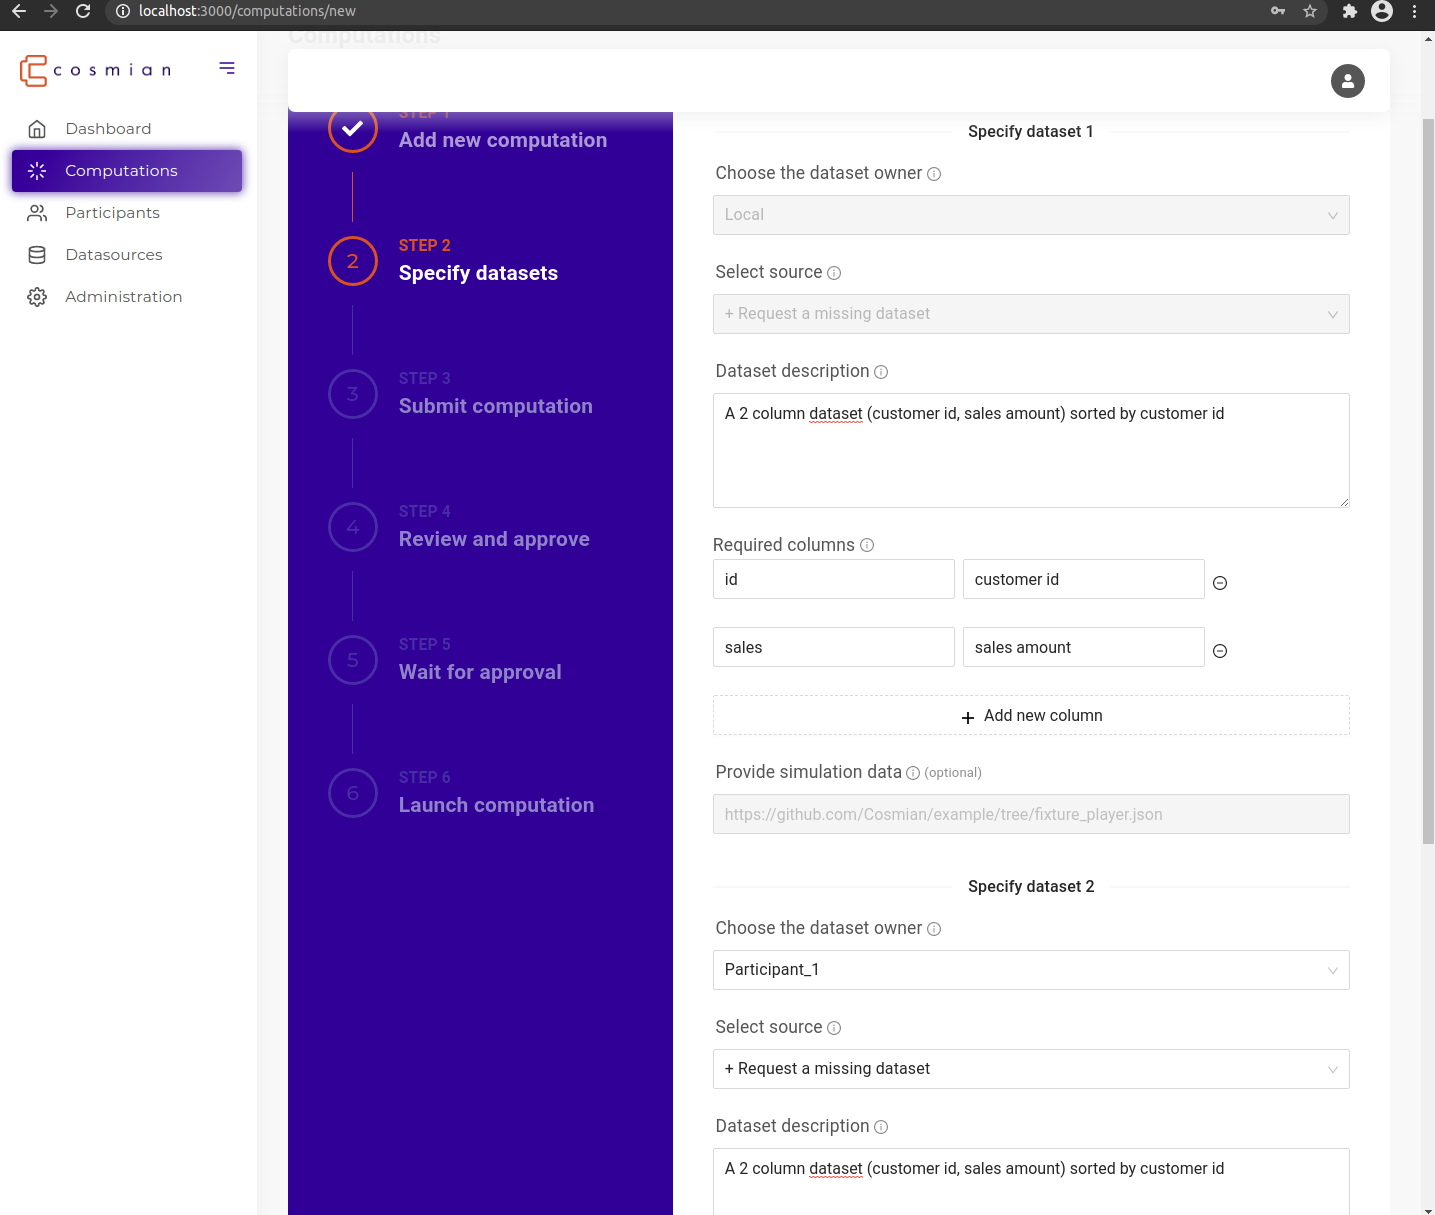 localhost:3000/computations/new
Computations
cosmian
Dashboard
Computations
Participants
Datasources
Administration
STEP 1
Add new computation
2
STEP 2
Specify datasets
3
STEP 3
Submit computation
4
STEP 4
Review and approve
5
STEP 5
Wait for approval
6
STEP 6
Launch computation
Specify dataset 1
Choose the dataset owner
Local
Select source
+ Request a missing dataset
Dataset description
A 2 column dataset (customer id, sales amount) sorted by customer id
Required columns
id customer id
sales sales amount
+ Add new column
Provide simulation data (optional)
https://github.com/Cosmian/example/tree/fixture_player.json
Specify dataset 2
Choose the dataset owner
Participant_1
Select source
+ Request a missing dataset
Dataset description
A 2 column dataset (customer id, sales amount) sorted by customer id